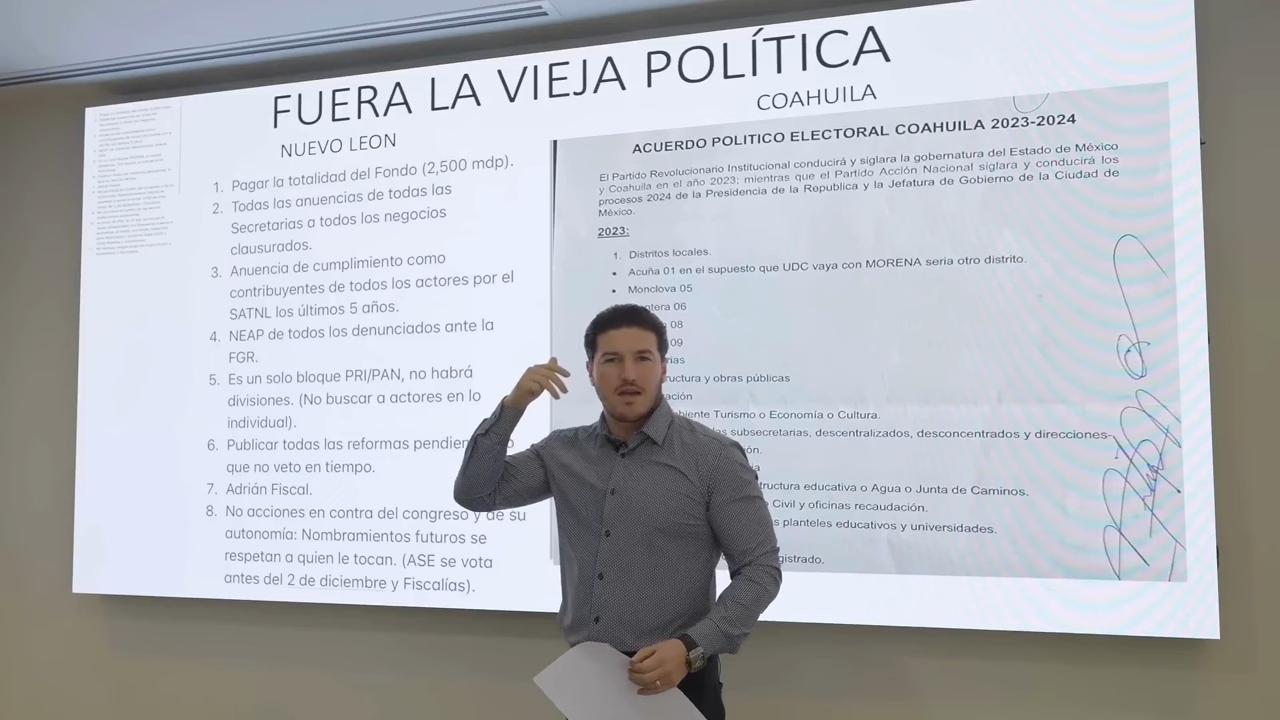 FUERA LA VIEJA POLÍTICA
NUEVO LEON
1. Pagar la totalidad del Fondo (2,500 mdp).
2. Todas las anuencias de todas las
Secretarias a todos los negocios
clausurados.
3. Anuencia de cumplimiento como
contribuyentes de todos los actores por el
SATNL los últimos 5 años.
4. NEAP de todos los denunciados ante la
FGR.
5. Es un solo bloque PRI/PAN, no habrá
divisiones. (No buscar a actores en lo
individual).
6. Publicar todas las reformas
que no veto en tiempo.
7. Adrián Fiscal.
8. No acciones en contra del congreso y de su
autonomía: Nombramientos futuros se
respetan a quien le tocan. (ASE se vota
antes del 2 de diciembre y Fiscalías).
COAHUILA
ACUERDO POLITICO ELECTORAL COAHUILA 2023-2024
El Partido Revolucionario Institucional conducirá y siglara la gobernatura del Estado de México
y Coahuila en el año 2023; mientras que el Partido Acción Nacional siglara y conducirá los
procesos 2024 de la Presidencia de la Republica y la Jefatura de Gobierno de la Ciudad de
México.
2023:
1. Distritos locales.
• Acuña 01 en el supuesto que UDC vaya con MORENA seria otro distrito.
• Monclova 05
06
08
09
y obras públicas
Turismo o Economía o Cultura.
subsecretarias, descentralizados, desconcentrados y direcciones
educativa o Agua o Junta de Caminos.
Civil y oficinas recaudación.
planteles educativos y universidades.